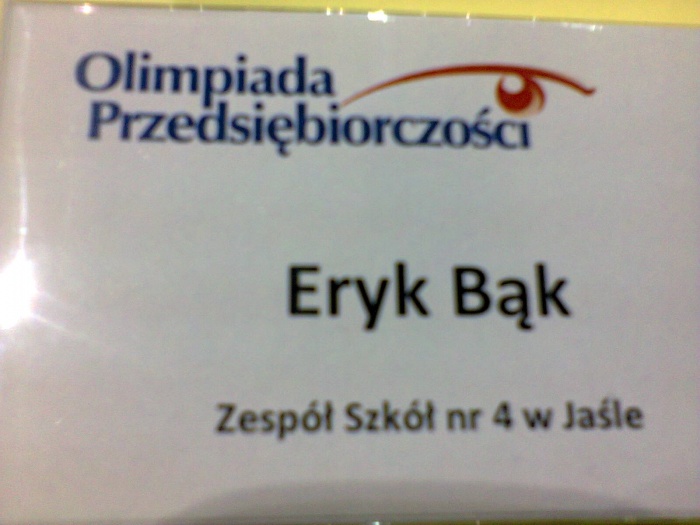 Olimpiada
Przedsiębiorczości
Eryk Bąk
Zespół Szkół nr 4 w Jaśle